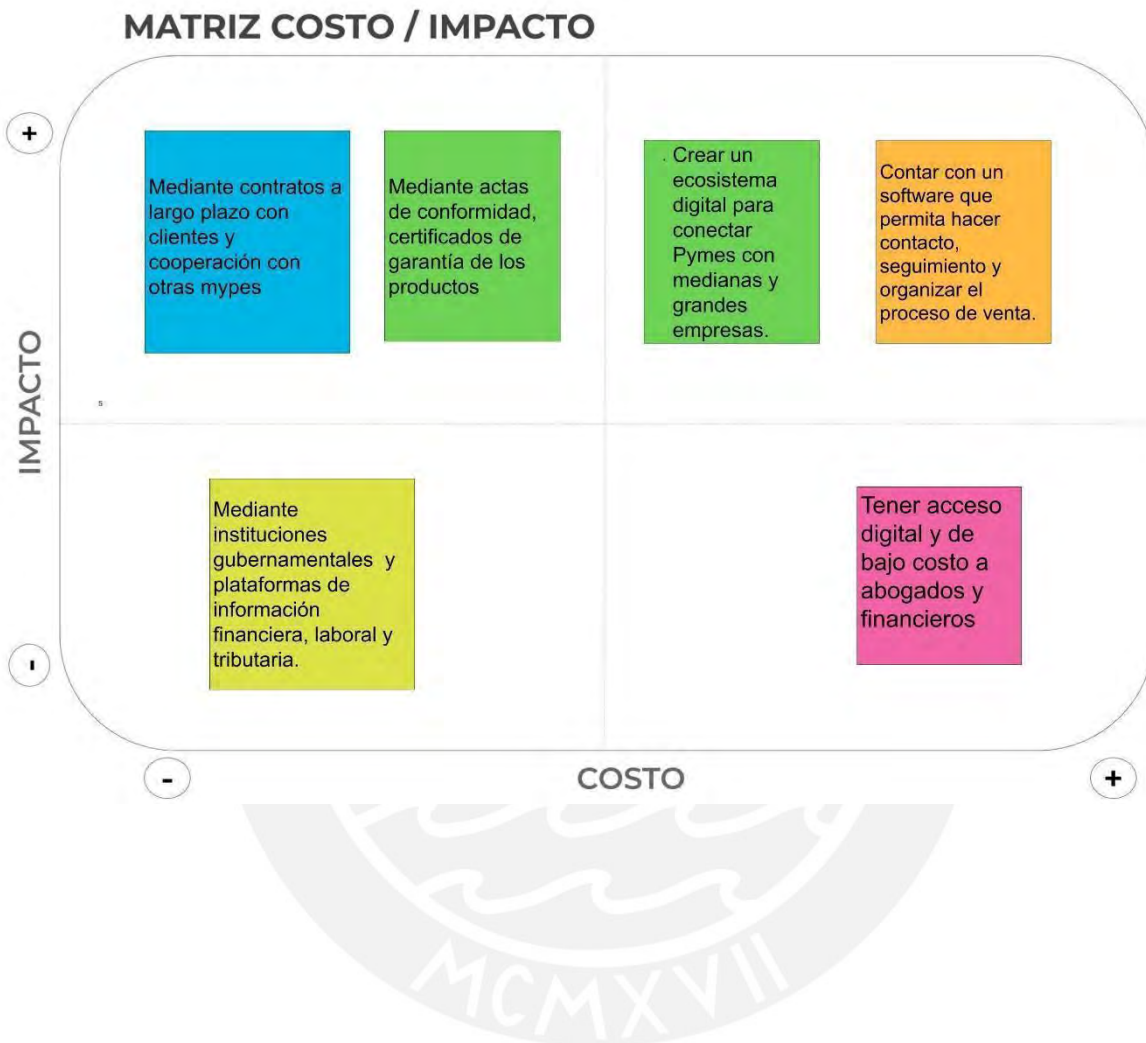 MATRIZ COSTO / IMPACTO
+
Mediante contratos a
largo plazo con
clientes y
cooperación con
otras mypes
Mediante actas
de conformidad,
certificados de
garantía de los
productos
. Crear un
ecosistema
digital para
conectar
Pymes con
medianas y
grandes
empresas.
Contar con un
software que
permita hacer
contacto,
seguimiento y
organizar el
proceso de venta.
IMPACTO
s
Mediante
instituciones
gubernamentales y
plataformas de
información
financiera, laboral y
tributaria.
Tener acceso
digital y de
bajo costo a
abogados y
financieros
-
-
COSTO
+
MCMXVII